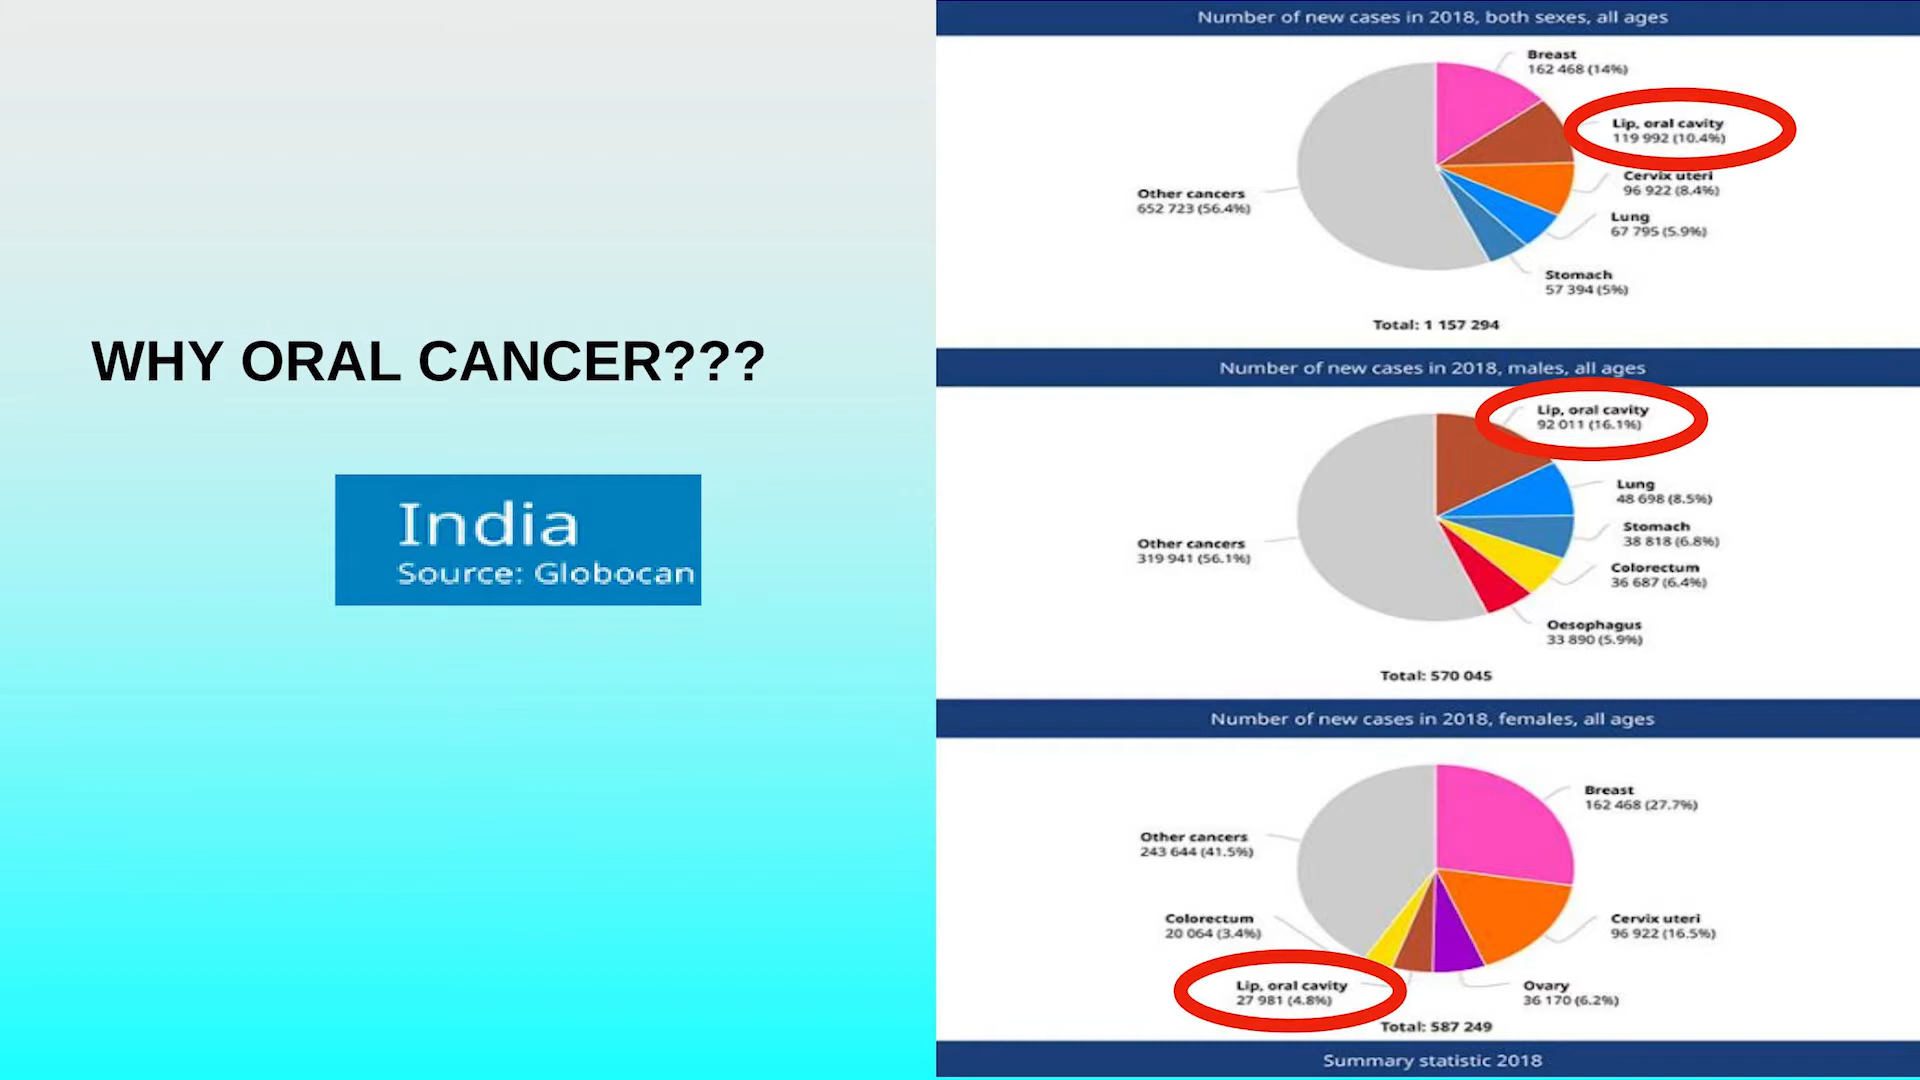 WHY ORAL CANCER???
India
Source: Globocan
Number of new cases in 2018, both sexes, all ages
Breast
162 468 (14%)
Lip, oral cavity
119 992 (10.4%)
Cervix uteri
96 922 (8.4%)
Lung
67 795 (5.9%)
Stomach
57 394 (5%)
Other cancers
652 723 (56.4%)
Total: 1 157 294
Number of new cases in 2018, males, all ages
Lip, oral cavity
92 011 (16.1%)
Lung
48 698 (8.5%)
Stomach
38 818 (6.8%)
Colorectum
36 687 (6.4%)
Oesophagus
33 890 (5.9%)
Other cancers
319 941 (56.1%)
Total: 570 045
Number of new cases in 2018, females, all ages
Breast
162 468 (27.7%)
Cervix uteri
96 922 (16.5%)
Ovary
36 170 (6.2%)
Lip, oral cavity
27 981 (4.8%)
Colorectum
20 064 (3.4%)
Other cancers
243 644 (41.5%)
Total: 587 249
Summary statistic 2018